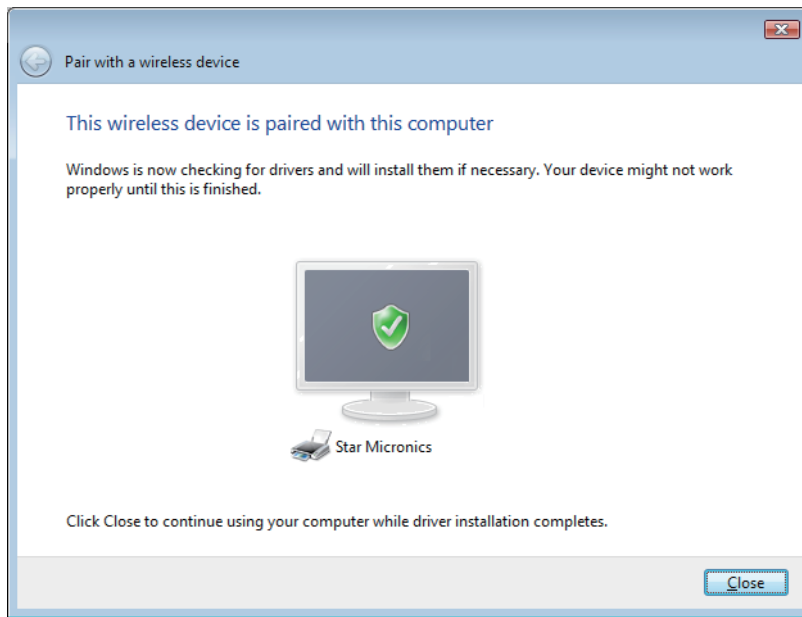 Pair with a wireless device
This wireless device is paired with this computer
Windows is now checking for drivers and will install them if necessary. Your device might not work
properly until this is finished.
Star Micronics
Click Close to continue using your computer while driver installation completes.
Close